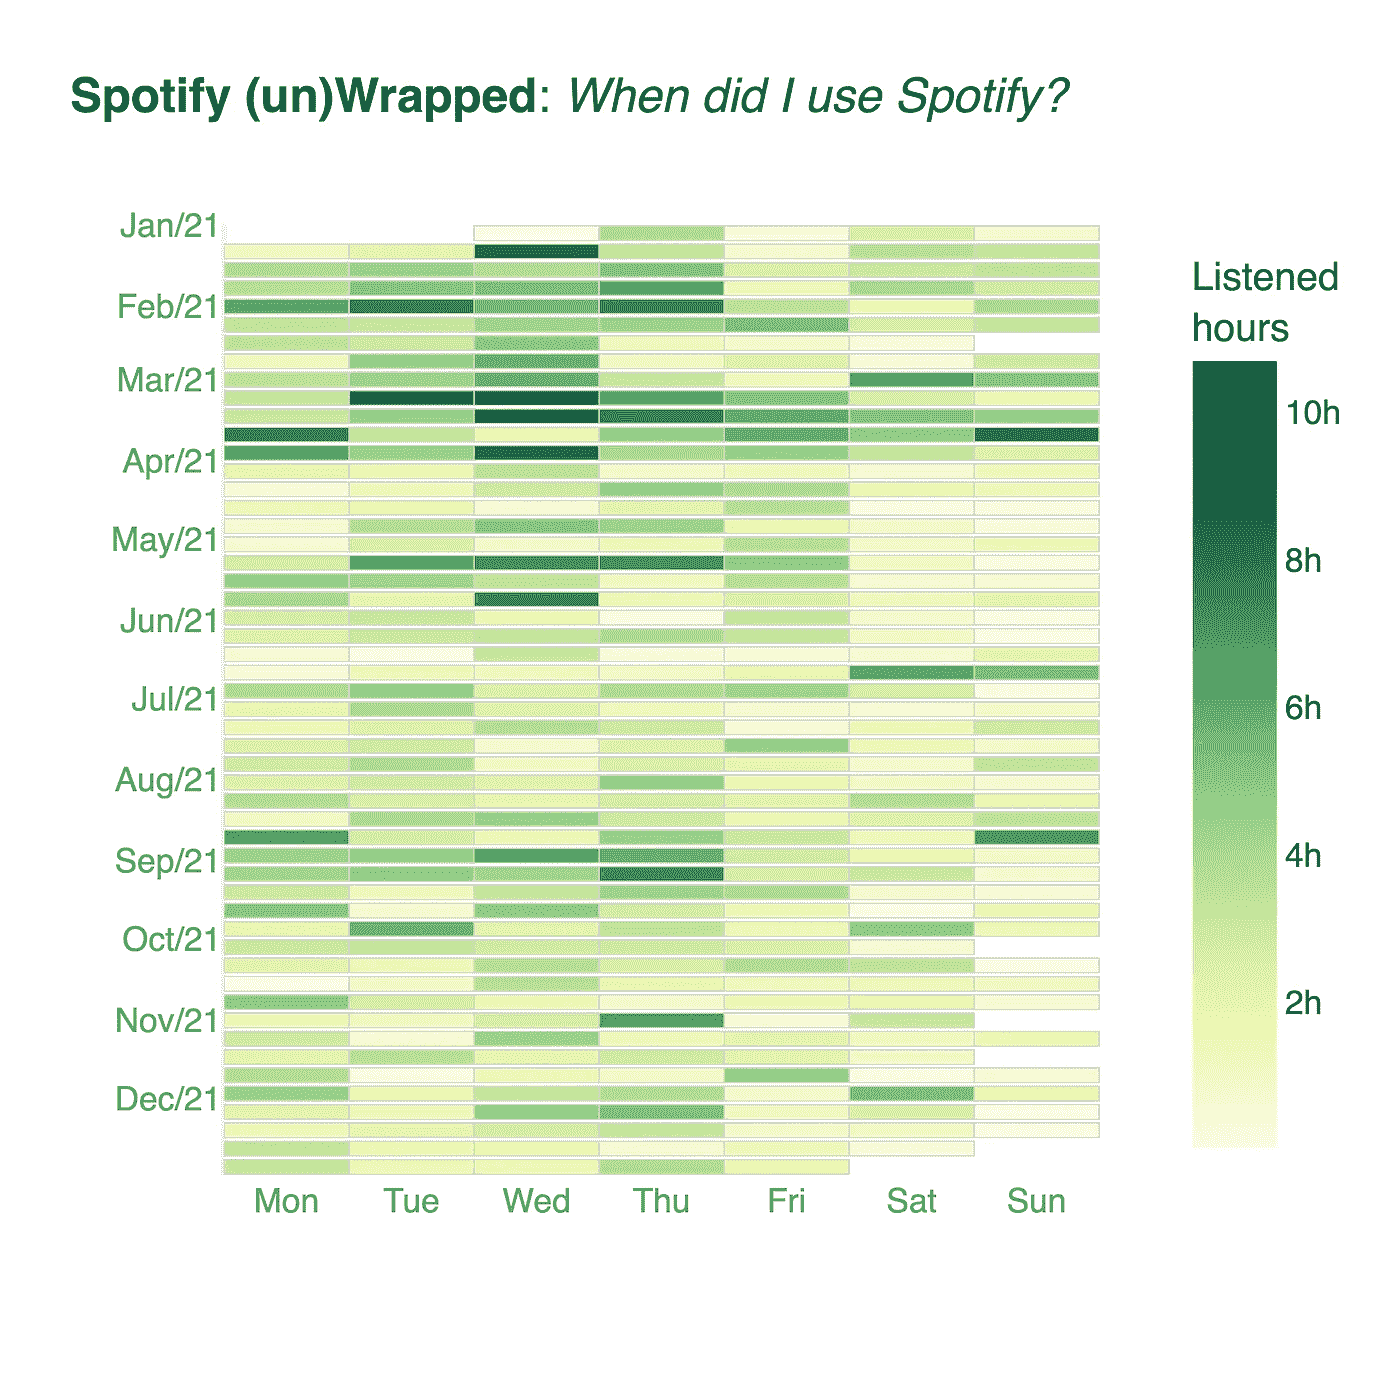 Spotify (un)Wrapped: When did I use Spotify?
Jan/21
Feb/21
Mar/21
Apr/21
May/21
Jun/21
Jul/21
Aug/21
Sep/21
Oct/21
Nov/21
Dec/21
Mon Tue Wed Thu Fri Sat Sun
Listened
hours
10h
8h
6h
4h
2h